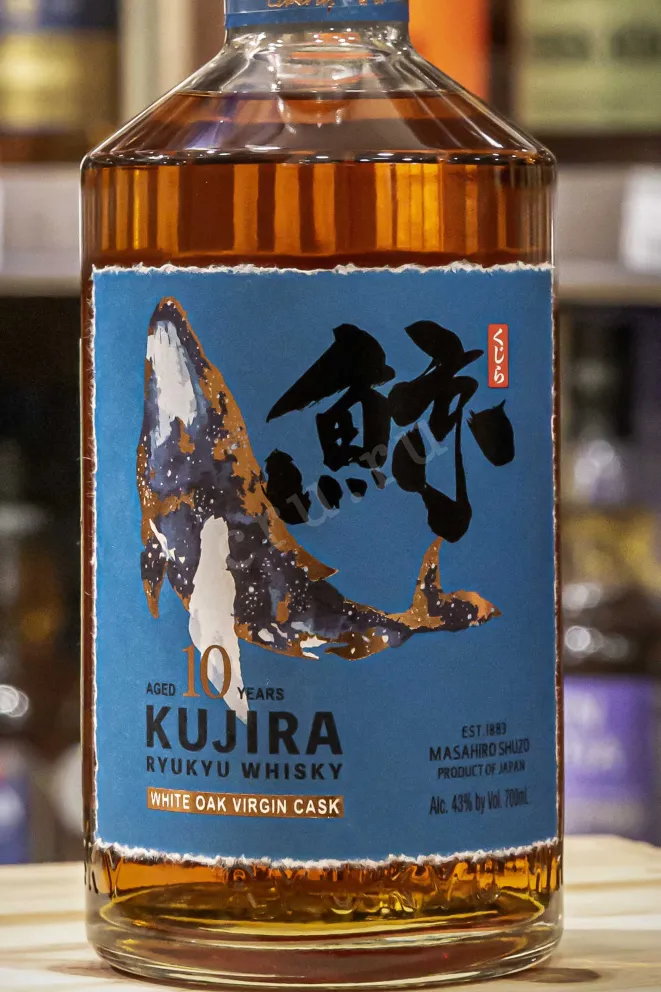 鯨
くじら
AGED 10 YEARS
KUJIRA
RYUKYU WHISKY
WHITE OAK VIRGIN CASK
EST.1883
MASAHIRO SHUZO
PRODUCT OF JAPAN
Alc. 43% by Vol. 700mL